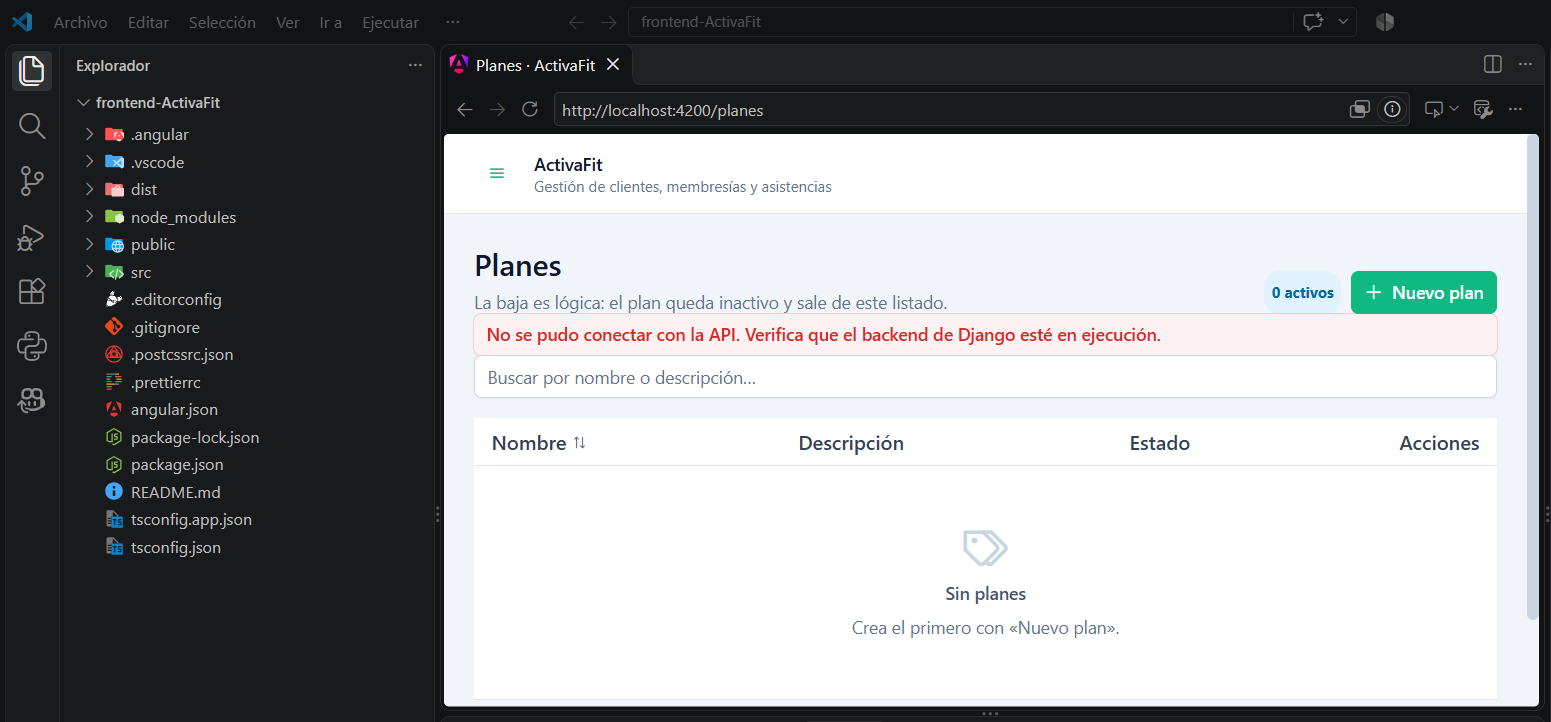 Archivo Editar Selección Ver Ir a Ejecutar ··· frontend-ActivaFit
Explorador ···
frontend-ActivaFit
.angular
.vscode
dist
node_modules
public
src
.editorconfig
.gitignore
.postcssrc.json
.prettierrc
angular.json
package-lock.json
package.json
README.md
tsconfig.app.json
tsconfig.json
Planes · ActivaFit
http://localhost:4200/planes
ActivaFit
Gestión de clientes, membresías y asistencias
Planes
La baja es lógica: el plan queda inactivo y sale de este listado.
0 activos
+ Nuevo plan
No se pudo conectar con la API. Verifica que el backend de Django esté en ejecución.
Buscar por nombre o descripción...
Nombre Descripción Estado Acciones
Sin planes
Crea el primero con «Nuevo plan».